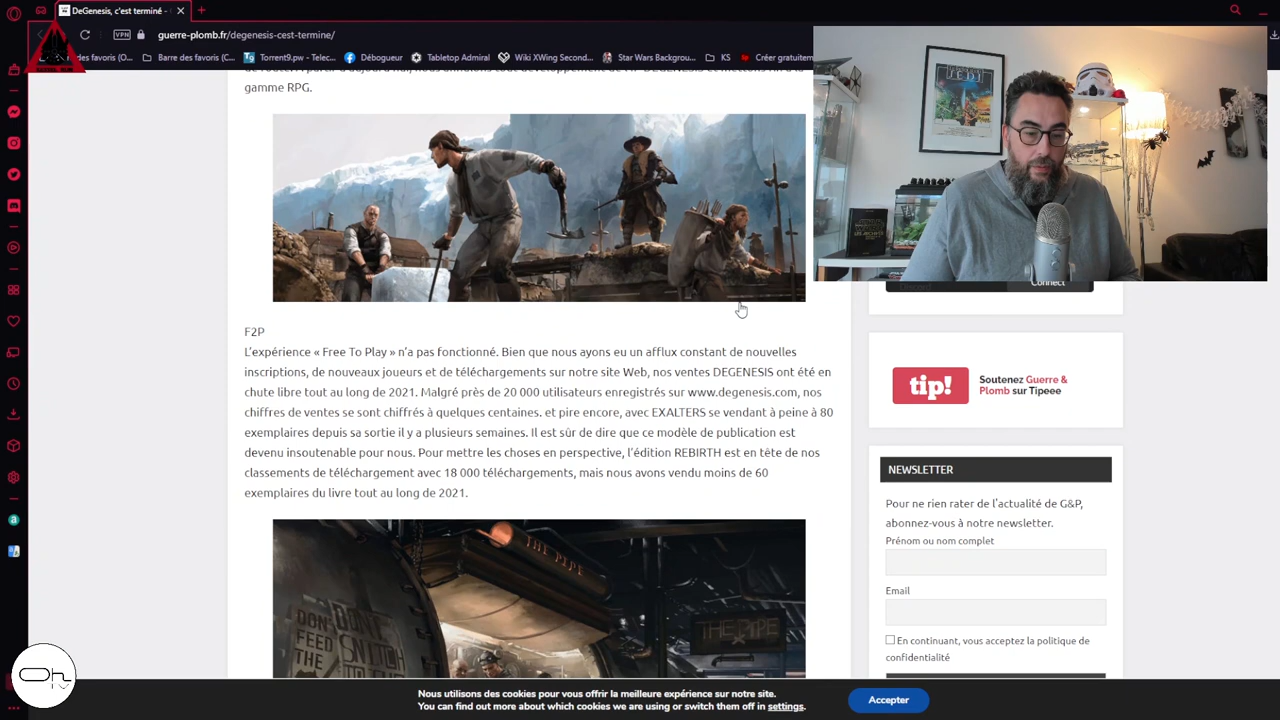 DeGenesis, c'est terminé -
VPN
guerre-plomb.fr/degenesis-cest-termine/
des favoris (O...
Barre des favoris (...
Torrent9.pw - Telec...
Débogueur
Tabletop Admiral
Wiki XWing Second...
Star Wars Backgrou...
KS
Créer gratuitem
gamme RPG.
Connect
F2P
L'expérience « Free To Play » n'a pas fonctionné. Bien que nous ayons eu un afflux constant de nouvelles
inscriptions, de nouveaux joueurs et de téléchargements sur notre site Web, nos ventes DEGENESIS ont été en
chute libre tout au long de 2021. Malgré près de 20 000 utilisateurs enregistrés sur www.degenesis.com, nos
chiffres de ventes se sont chiffrés à quelques centaines. et pire encore, avec EXALTERS se vendant à peine à 80
exemplaires depuis sa sortie il y a plusieurs semaines. Il est sûr de dire que ce modèle de publication est
devenu insoutenable pour nous. Pour mettre les choses en perspective, l'édition REBIRTH est en tête de nos
classements de téléchargement avec 18 000 téléchargements, mais nous avons vendu moins de 60
exemplaires du livre tout au long de 2021.
tip!
Soutenez Guerre &
Plomb sur Tipeee
NEWSLETTER
Pour ne rien rater de l'actualité de G&P,
abonnez-vous à notre newsletter.
Prénom ou nom complet
Email
En continuant, vous acceptez la politique de
confidentialité
THE PIPE
DON'T
FEED
THE
THE PIPE
Nous utilisons des cookies pour vous offrir la meilleure expérience sur notre site.
You can find out more about which cookies we are using or switch them off in settings.
Accepter